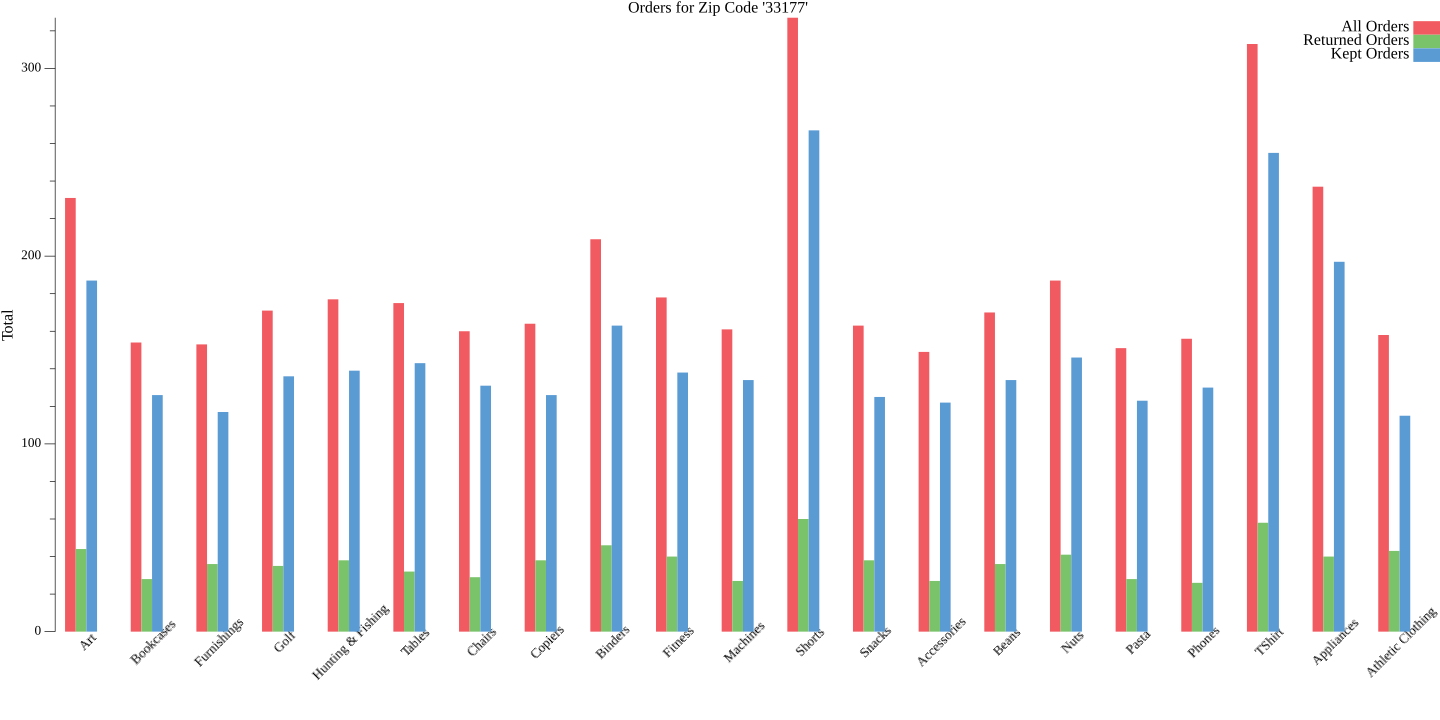 Orders for Zip Code '33177'
All Orders
Returned Orders
Kept Orders
Total
300
200
100
0
Art
Bookcases
Furnishings
Golf
Hunting & Fishing
Tables
Chairs
Copiers
Binders
Fitness
Machines
Shorts
Snacks
Accessories
Beans
Nuts
Pasta
Phones
TShirt
Appliances
Athletic Clothing